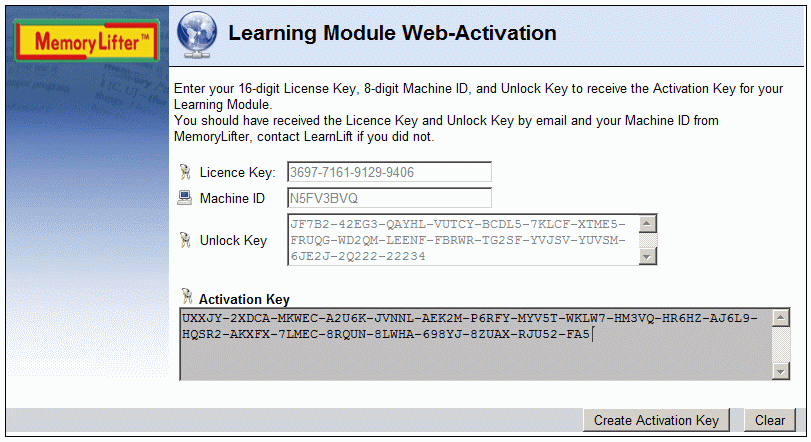 MemoryLifter™
Learning Module Web-Activation
Enter your 16-digit License Key, 8-digit Machine ID, and Unlock Key to receive the Activation Key for your
Learning Module.
You should have received the Licence Key and Unlock Key by email and your Machine ID from
MemoryLifter, contact LearnLift if you did not.
Licence Key: 3697-7161-9129-9406
Machine ID N5FV3BVQ
Unlock Key
JF7B2-42EG3-QAYHL-VUTCY-BCDL5-7KLCF-XTME5-
FRUQG-WD2QM-LEENF-FBRWR-TG2SF-YVJSV-YUVSM-
6JE2J-2Q222-22234
Activation Key
UXXJY-2XDCA-MKWEC-A2U6K-JVNNL-AEK2M-P6RFY-MYV5T-WKLW7-HM3VQ-HR6HZ-AJ6L9-
HQSR2-AKXFX-7LMEC-8RQUN-8LWHA-698YJ-8ZUAX-RJU52-FA5
Create Activation Key
Clear